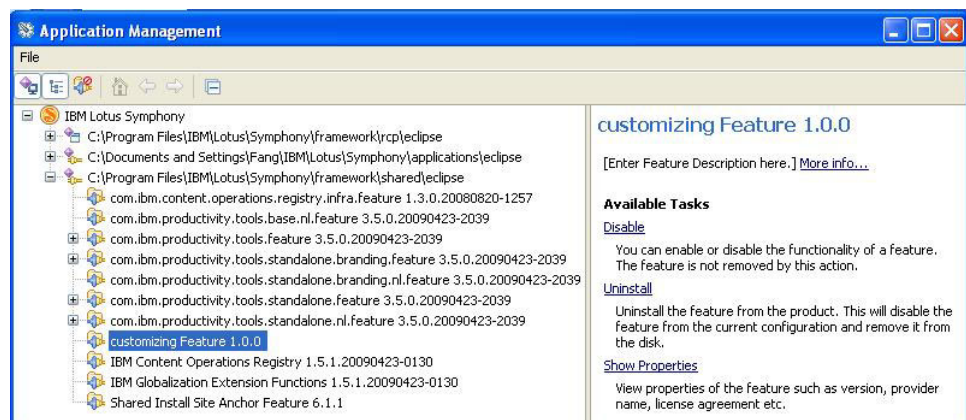 Application Management
File
IBM Lotus Symphony
C:\Program Files\IBM\Lotus\Symphony\framework\rcp\eclipse
C:\Documents and Settings\Fang\IBM\Lotus\Symphony\applications\eclipse
C:\Program Files\IBM\Lotus\Symphony\framework\shared\eclipse
com.ibm.content.operations.registry.infra.feature 1.3.0.20080820-1257
com.ibm.productivity.tools.base.nl.feature 3.5.0.20090423-2039
com.ibm.productivity.tools.feature 3.5.0.20090423-2039
com.ibm.productivity.tools.standalone.branding.feature 3.5.0.20090423-2039
com.ibm.productivity.tools.standalone.branding.nl.feature 3.5.0.20090423-2039
com.ibm.productivity.tools.standalone.feature 3.5.0.20090423-2039
com.ibm.productivity.tools.standalone.nl.feature 3.5.0.20090423-2039
customizing Feature 1.0.0
IBM Content Operations Registry 1.5.1.20090423-0130
IBM Globalization Extension Functions 1.5.1.20090423-0130
Shared Install Site Anchor Feature 6.1.1
customizing Feature 1.0.0
[Enter Feature Description here.] More info...
Available Tasks
Disable
You can enable or disable the functionality of a feature.
The feature is not removed by this action.
Uninstall
Uninstall the feature from the product. This will disable the
feature from the current configuration and remove it from
the disk.
Show Properties
View properties of the feature such as version, provider
name, license agreement etc.